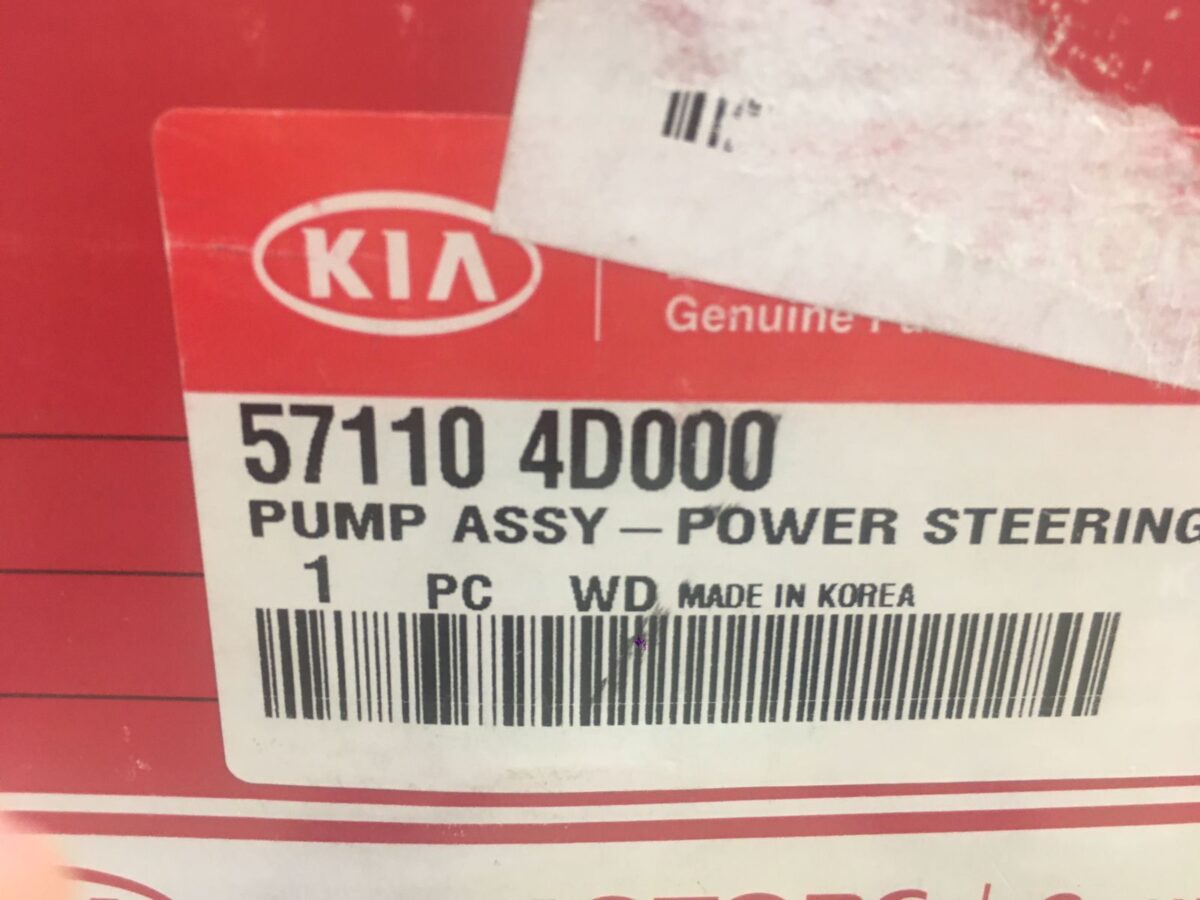 KIA
Genuine
57110 4D000
PUMP ASSY – POWER STEERING
1 PC WD MADE IN KOREA